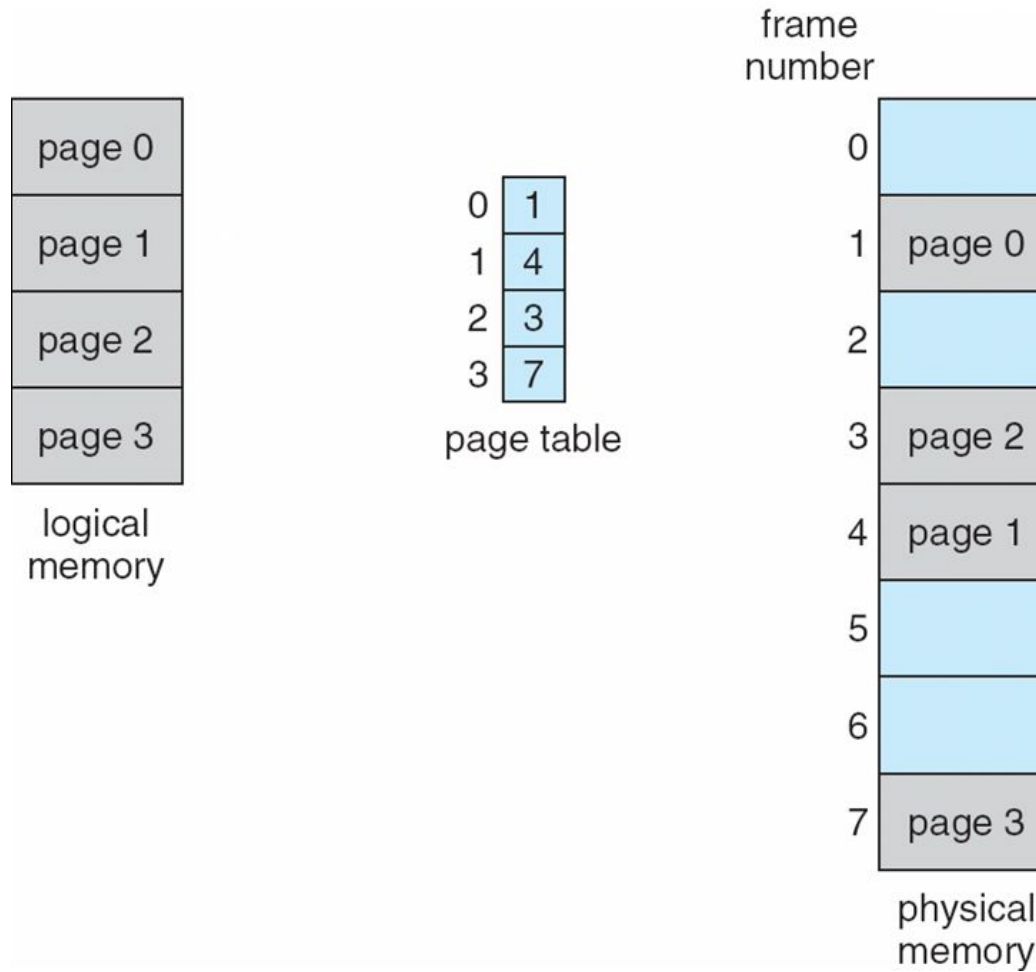 page 0
page 1
page 2
page 3
logical
memory
0 1
1 4
2 3
3 7
page table
frame
number
0
1 page 0
2
3 page 2
4 page 1
5
6
7 page 3
physical
memory